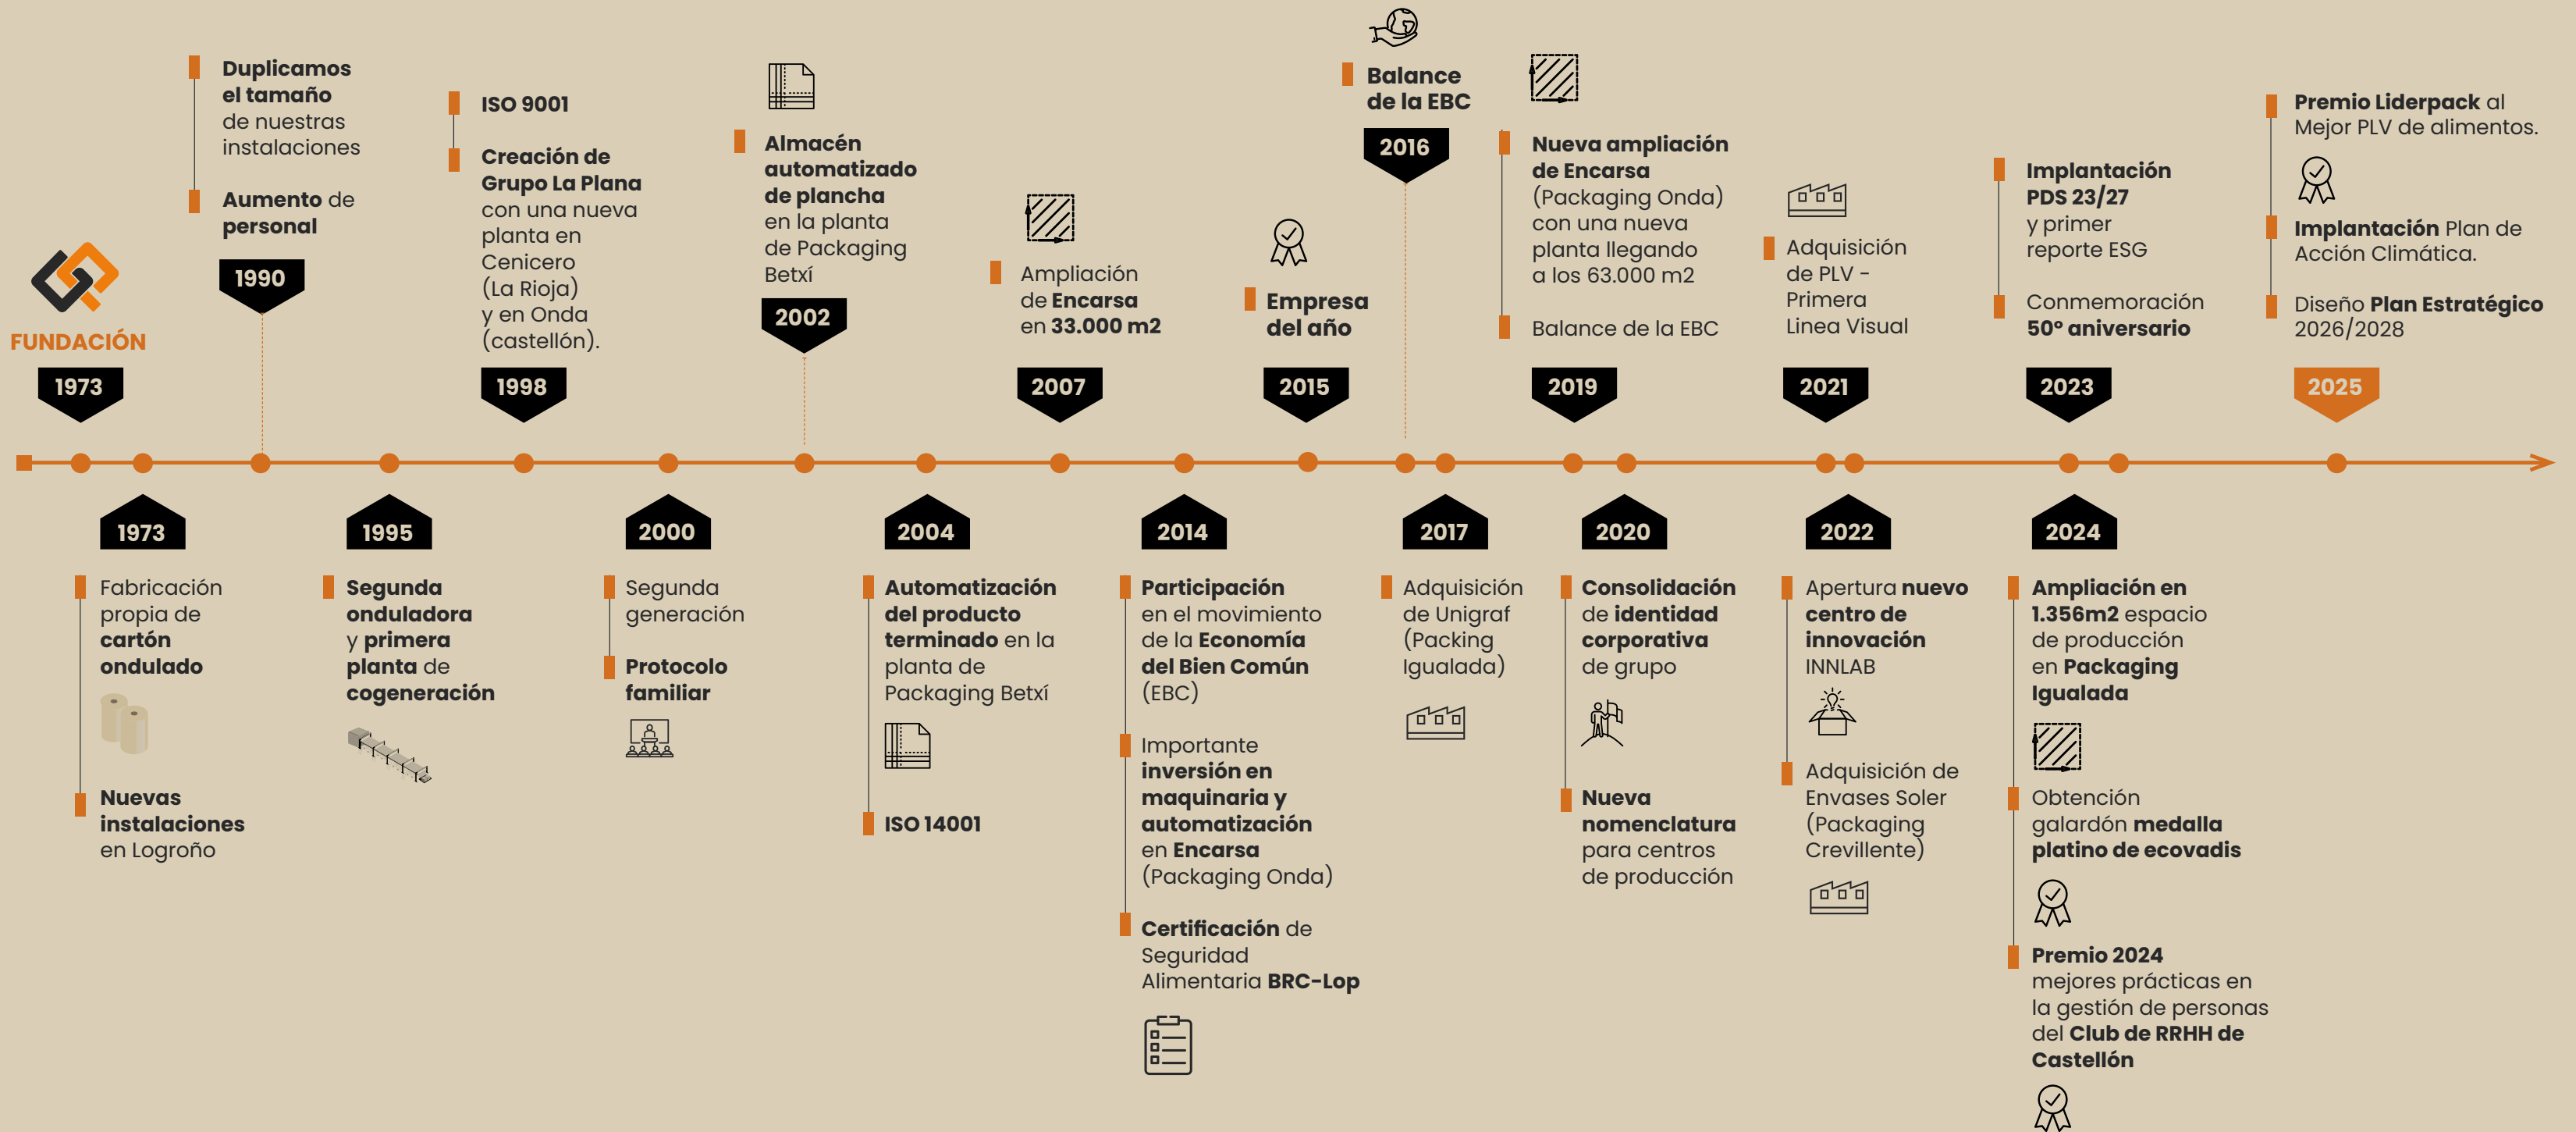 FUNDACIÓN
1973
Duplicamos
el tamaño
de nuestras
instalaciones
Aumento de
personal
1990
ISO 9001
Creación de
Grupo La Plana
con una nueva
planta en
Cenicero
(La Rioja)
y en Onda
(castellón).
1998
Almacén
automatizado
de plancha
en la planta
de Packaging
Betxí
2002
Ampliación
de Encarsa
en 33.000 m2
2007
Empresa
del año
2015
Balance
de la EBC
2016
Nueva ampliación
de Encarsa
(Packaging Onda)
con una nueva
planta llegando
a los 63.000 m2
Balance de la EBC
2019
Adquisición
de PLV -
Primera
Linea Visual
2021
Implantación
PDS 23/27
y primer
reporte ESG
Conmemoración
50º aniversario
2023
Premio Liderpack al
Mejor PLV de alimentos.
Implantación Plan de
Acción Climática.
Diseño Plan Estratégico
2026/2028
2025
1973
Fabricación
propia de
cartón
ondulado
Nuevas
instalaciones
en Logroño
1995
Segunda
onduladora
y primera
planta de
cogeneración
2000
Segunda
generación
Protocolo
familiar
2004
Automatización
del producto
terminado en la
planta de
Packaging Betxí
ISO 14001
2014
Participación
en el movimiento
de la Economía
del Bien Común
(EBC)
Importante
inversión en
maquinaria y
automatización
en Encarsa
(Packaging Onda)
Certificación de
Seguridad
Alimentaria BRC-Lop
2017
Adquisición
de Unigraf
(Packing
Igualada)
2020
Consolidación
de identidad
corporativa
de grupo
Nueva
nomenclatura
para centros
de producción
2022
Apertura nuevo
centro de
innovación
INNLAB
Adquisición de
Envases Soler
(Packaging
Crevillente)
2024
Ampliación en
1.356m2 espacio
de producción
en Packaging
Igualada
Obtención
galardón medalla
platino de ecovadis
Premio 2024
mejores prácticas en
la gestión de personas
del Club de RRHH de
Castellón